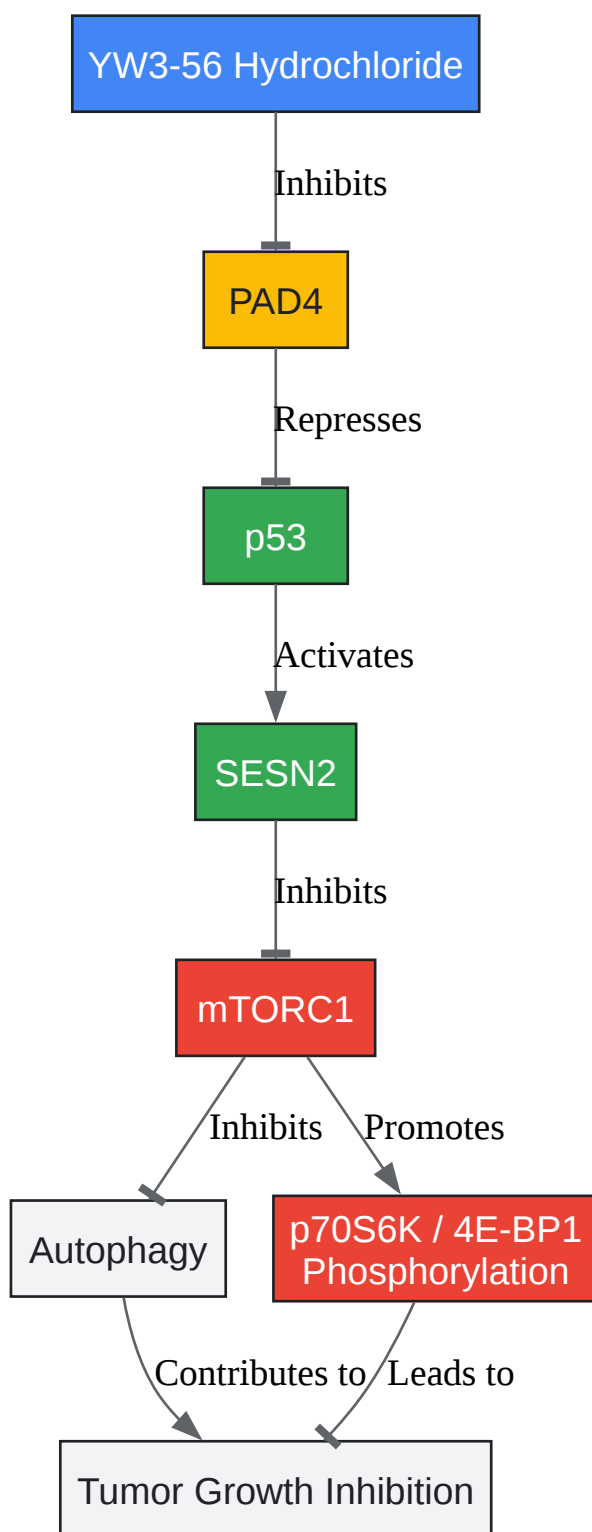 YW3-56 Hydrochloride
Inhibits
PAD4
Represses
p53
Activates
SESN2
Inhibits
mTORC1
Inhibits
Promotes
Autophagy
p70S6K / 4E-BP1
Phosphorylation
Contributes to
Leads to
Tumor Growth Inhibition